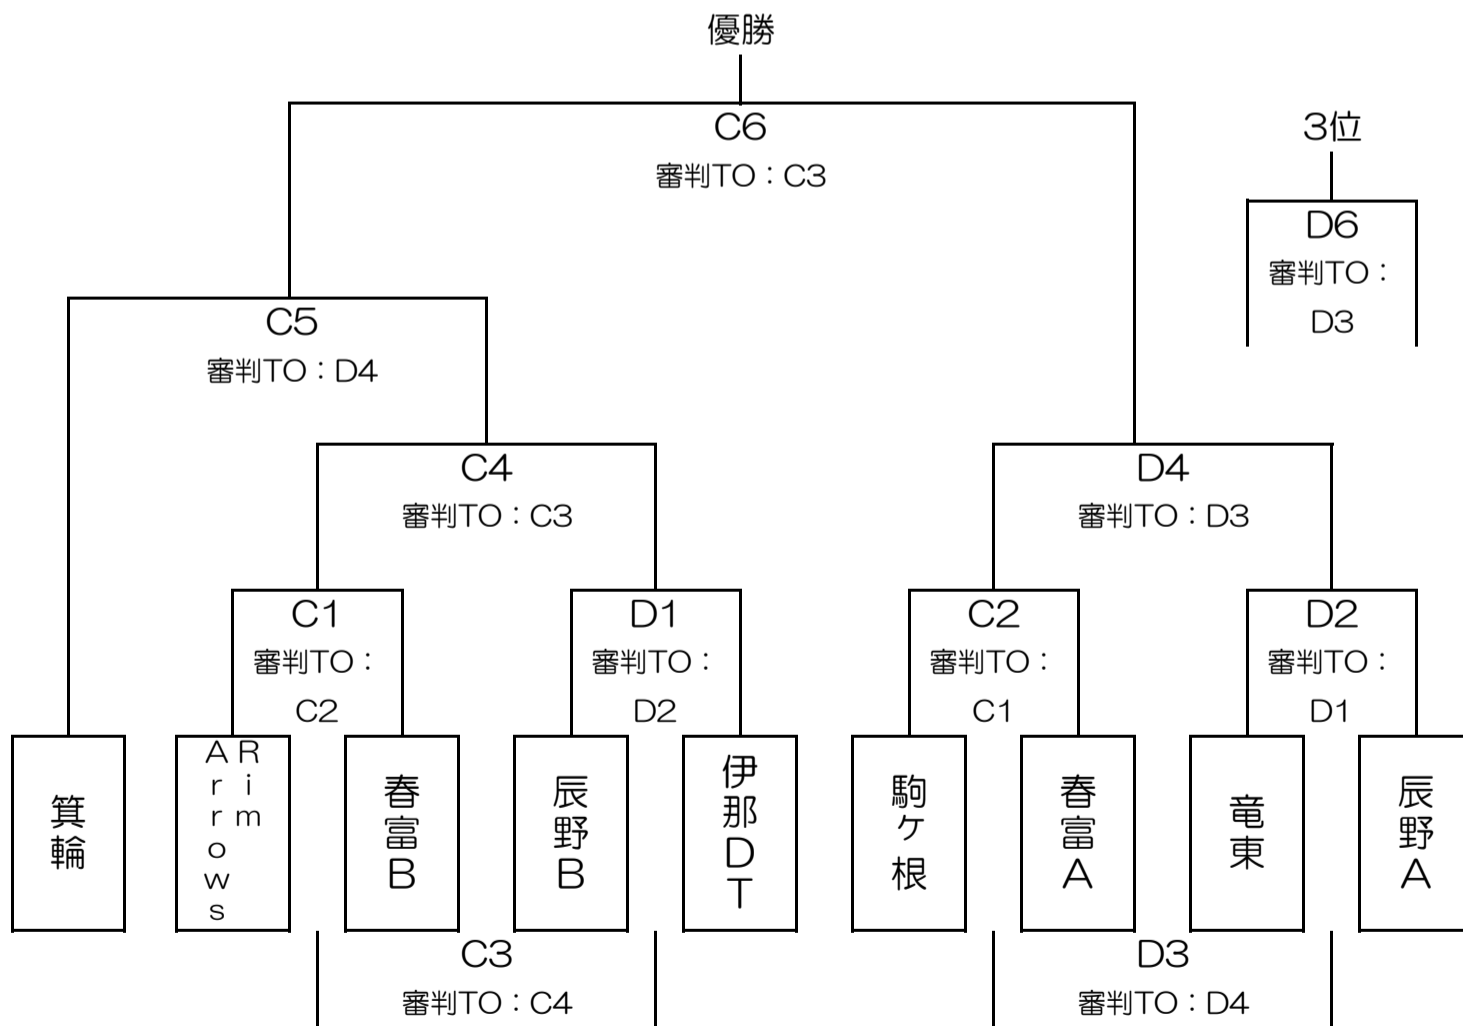 優勝
C6
審判TO：C3
3位
D6
審判TO：
D3
C5
審判TO：D4
C4
審判TO：C3
D4
審判TO：D3
C1
審判TO：
C2
D1
審判TO：
D2
C2
審判TO：
C1
D2
審判TO：
D1
箕輪
Rim
Arrows
春富B
辰野B
伊那DT
駒ケ根
春富A
竜東
辰野A
C3
審判TO：C4
D3
審判TO：D4